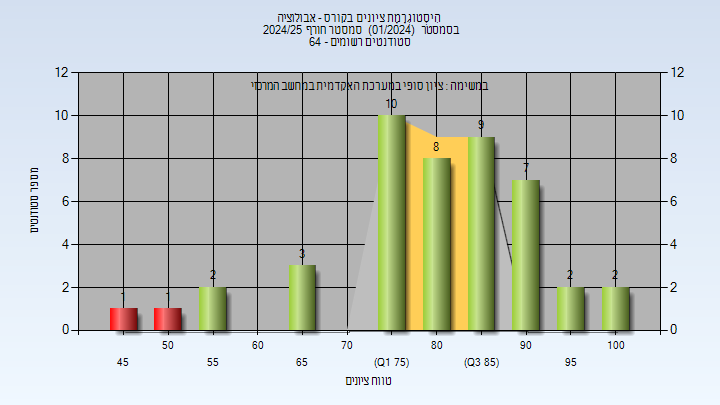 הִיסְטוֹגְרָמַת ציונים בקורס - אבולוציה
בסמסטר (01/2024) סמסטר חורף 2024/25
סטודנטים רשומים - 64
במשימה : ציון סופי במערכת האקדמית במחשב המרכזי
מספר סטודנטים
12 12
10 10
8 8
6 6
4 4
2 2
0 0
1 1 2 3 10 8 9 7 2 2
50 60 70 80 90 100
45 55 65 (Q1 75) (Q3 85) 95
טווח ציונים